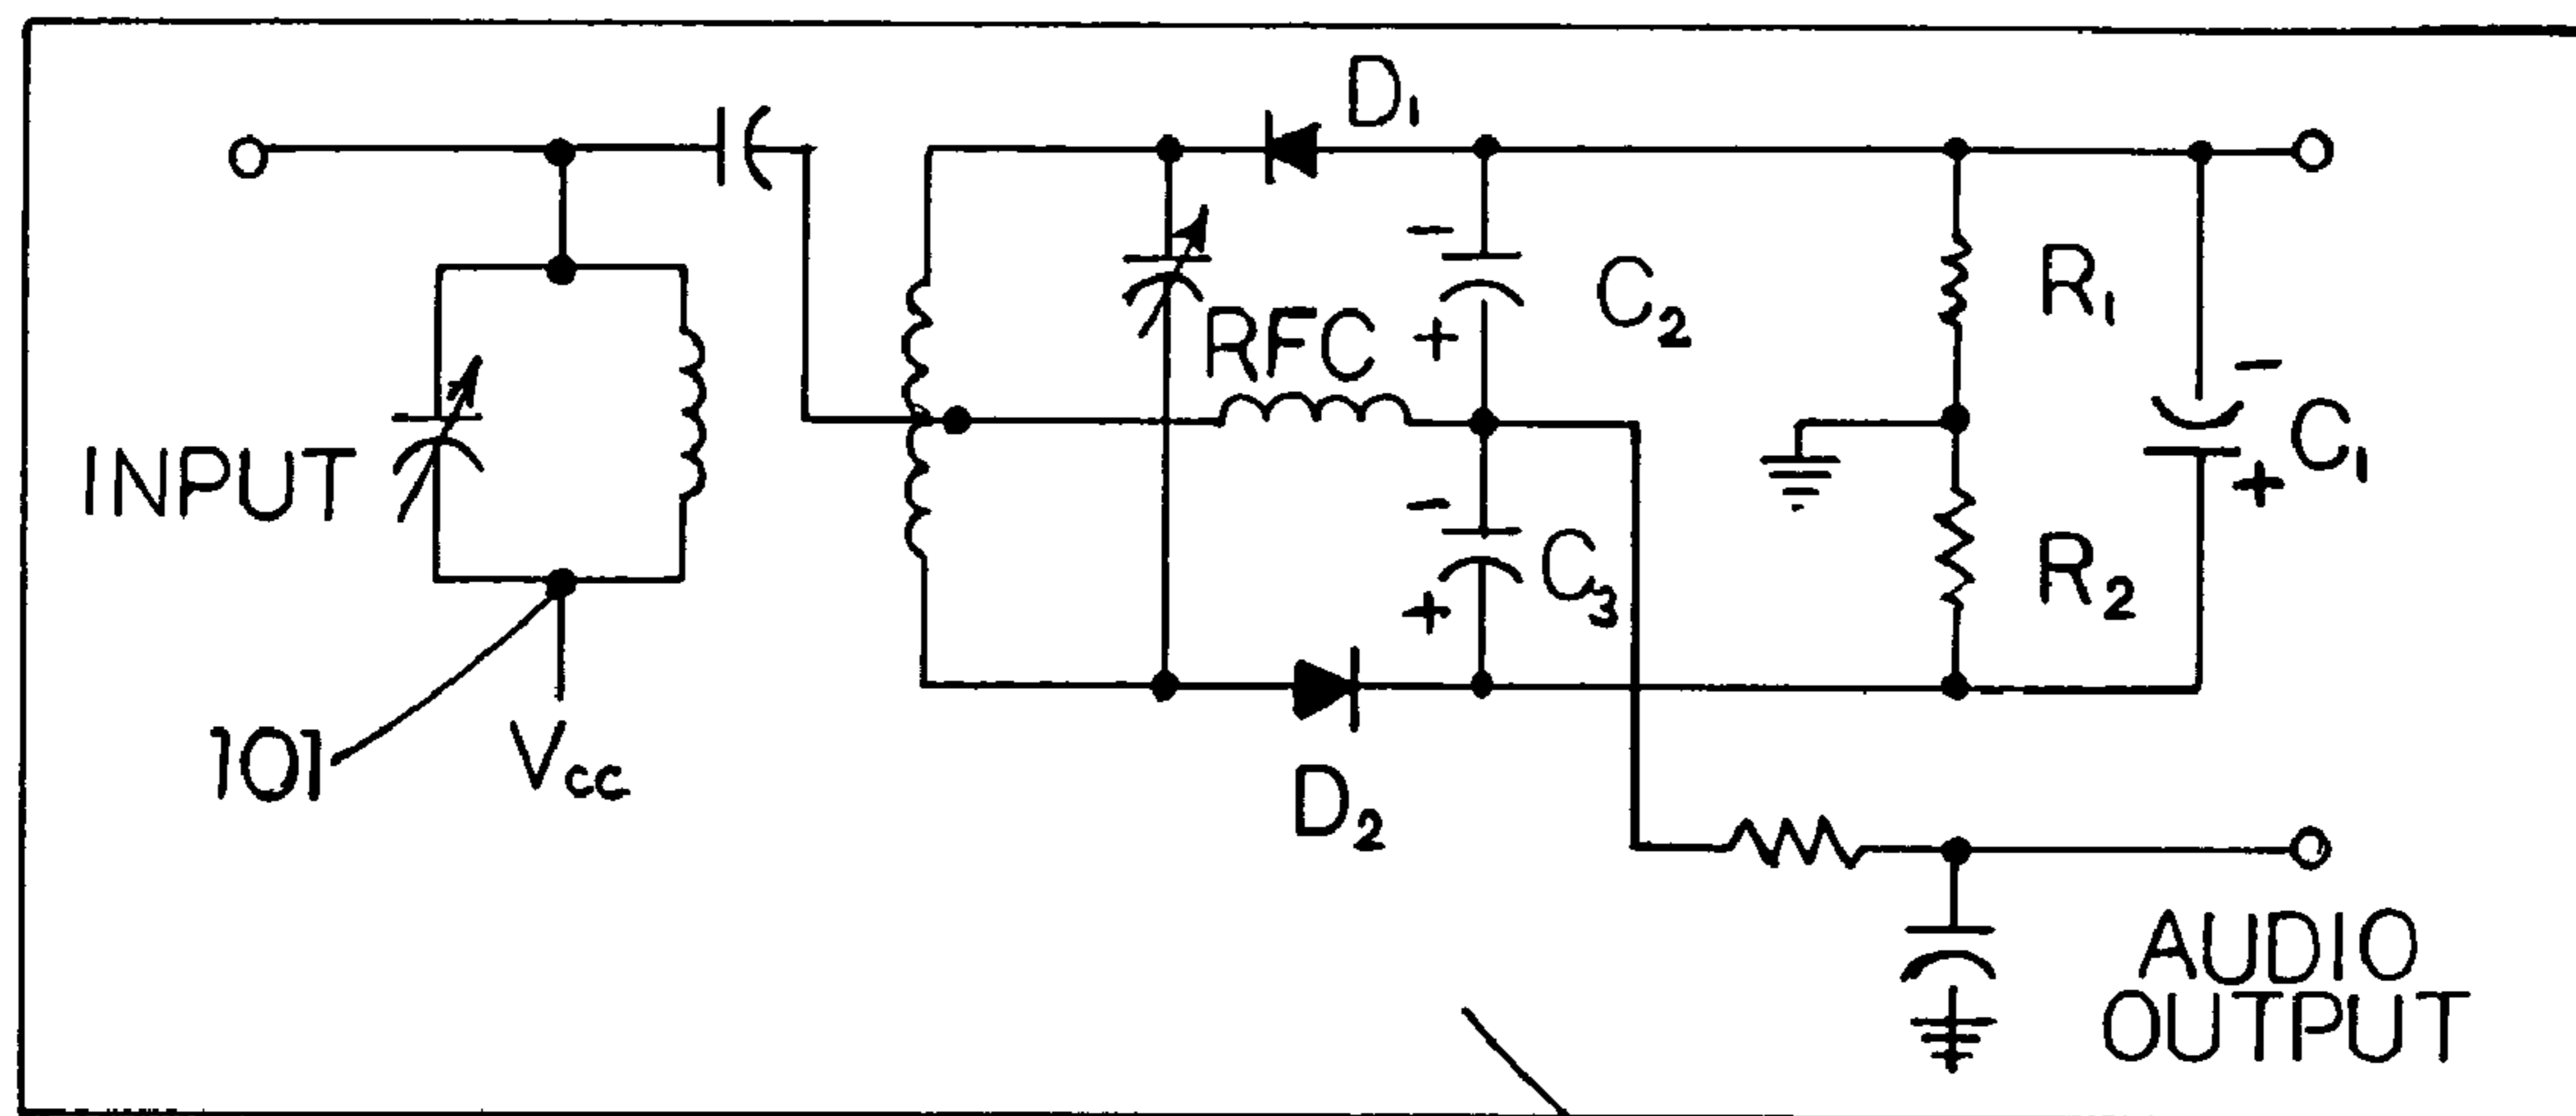 D₁
C₂
R₁
RFC
INPUT
C₁
C₃
R₂
101
Vcc
D₂
AUDIO
OUTPUT